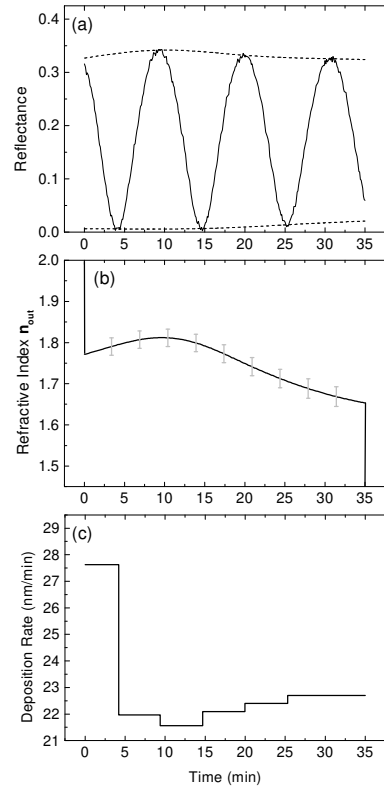 (a)
0.4
0.3
0.2
0.1
0.0
Reflectance
0 5 10 15 20 25 30 35
(b)
2.0
1.9
1.8
1.7
1.6
1.5
Refractive Index n_out
0 5 10 15 20 25 30 35
(c)
29
28
27
26
25
24
23
22
21
Deposition Rate (nm/min)
0 5 10 15 20 25 30 35
Time (min)